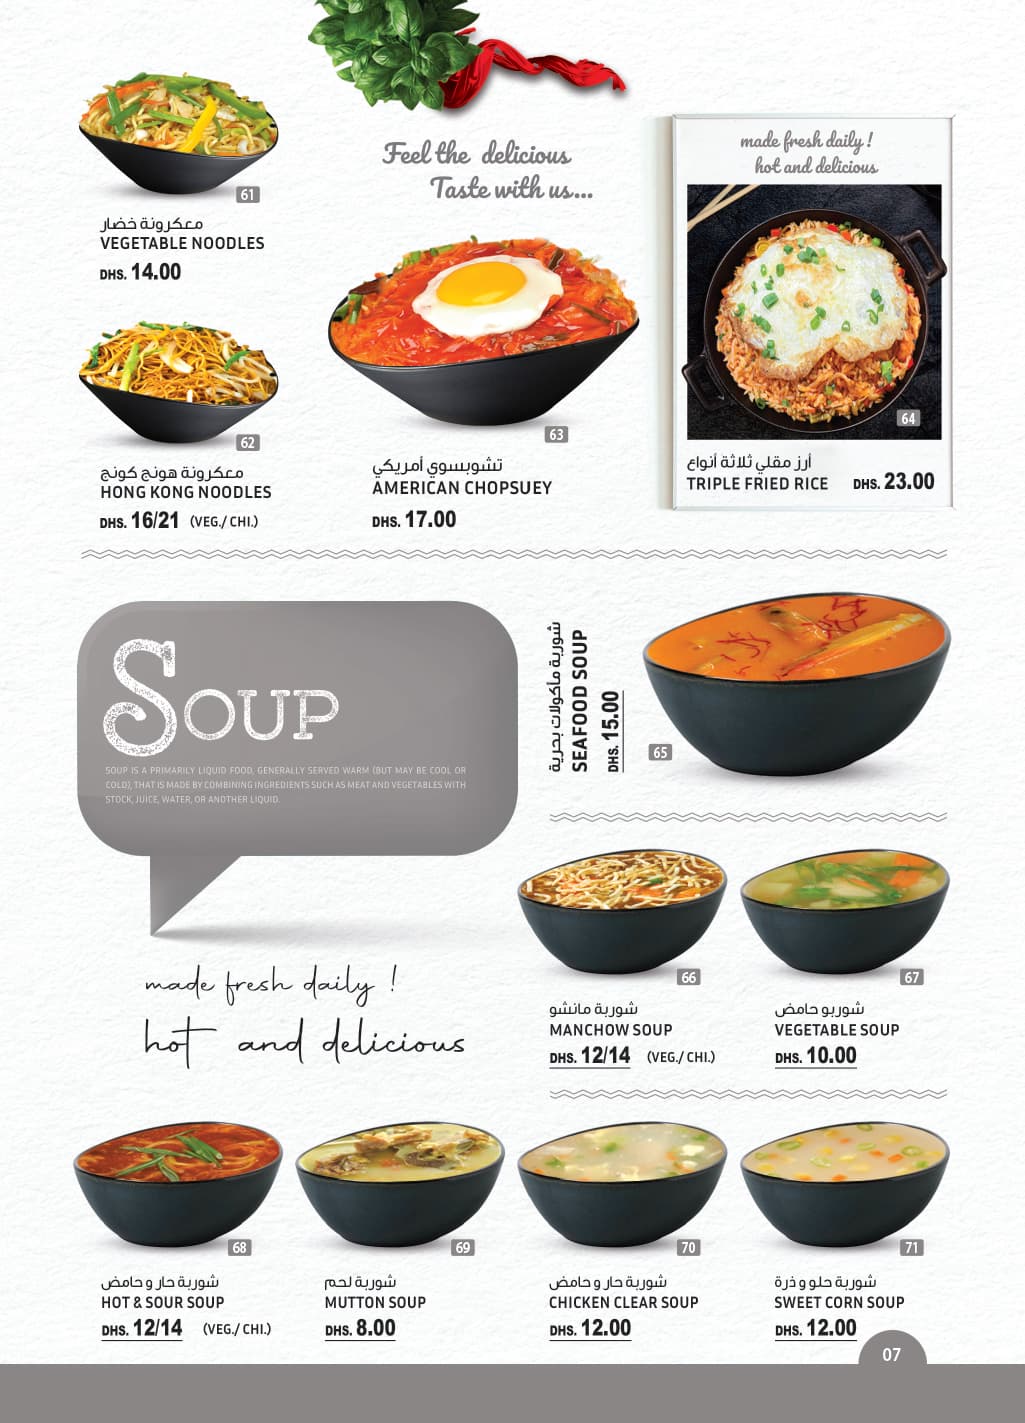 61
معكرونة خضار
VEGETABLE NOODLES
DHS. 14.00
62
معكرونة هونج كونج
HONG KONG NOODLES
DHS. 16/21 (VEG./ CHI.)
Feel the delicious
Taste with us...
63
تشوبسوي أمريكي
AMERICAN CHOPSUEY
DHS. 17.00
made fresh daily !
hot and delicious
64
أرز مقلي ثلاثة أنواع
TRIPLE FRIED RICE DHS. 23.00
SOUP
SOUP IS A PRIMARILY LIQUID FOOD, GENERALLY SERVED WARM (BUT MAY BE COOL OR
COLD), THAT IS MADE BY COMBINING INGREDIENTS SUCH AS MEAT AND VEGETABLES WITH
STOCK, JUICE, WATER, OR ANOTHER LIQUID.
شوربة ماكولات بحرية
SEAFOOD SOUP
DHS. 15.00
65
made fresh daily !
hot and delicious
66
شوربة مانشو
MANCHOW SOUP
DHS. 12/14 (VEG./ CHI.)
67
شوربو حامض
VEGETABLE SOUP
DHS. 10.00
68
شوربة حار و حامض
HOT & SOUR SOUP
DHS. 12/14 (VEG./ CHI.)
69
شوربة لحم
MUTTON SOUP
DHS. 8.00
70
شوربة حار و حامض
CHICKEN CLEAR SOUP
DHS. 12.00
71
شوربة حلو و ذرة
SWEET CORN SOUP
DHS. 12.00
07